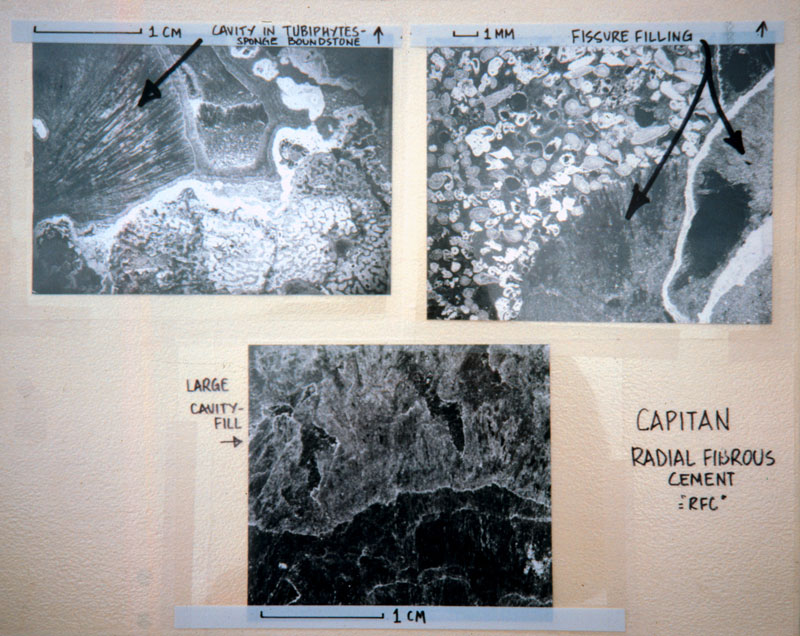 1 CM
CAVITY IN TUBIPHYTES-
SPONGE BOUNDSTONE
1 MM
FISSURE FILLING
LARGE
CAVITY-
FILL
CAPITAN
RADIAL FIBROUS
CEMENT
="RFC"
1 CM